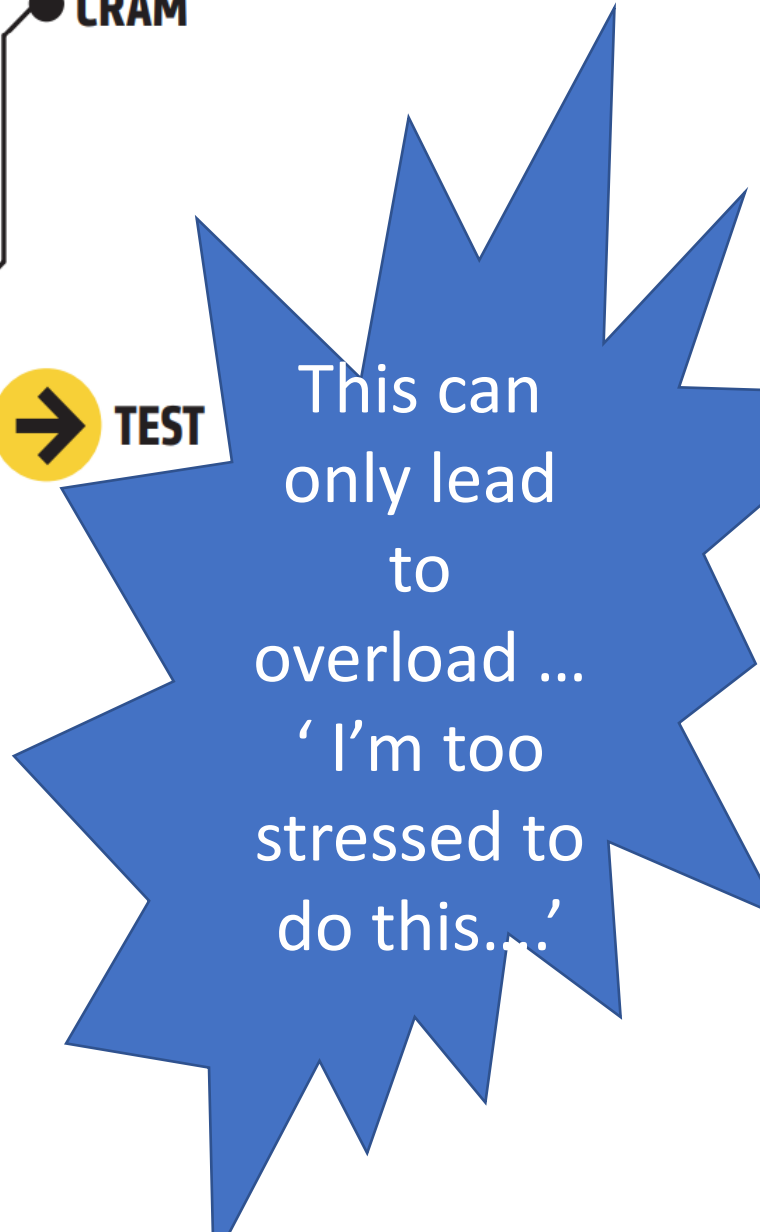 CRAM
TEST
This can
only lead
to
overload ...
‘ I’m too
stressed to
do this....’